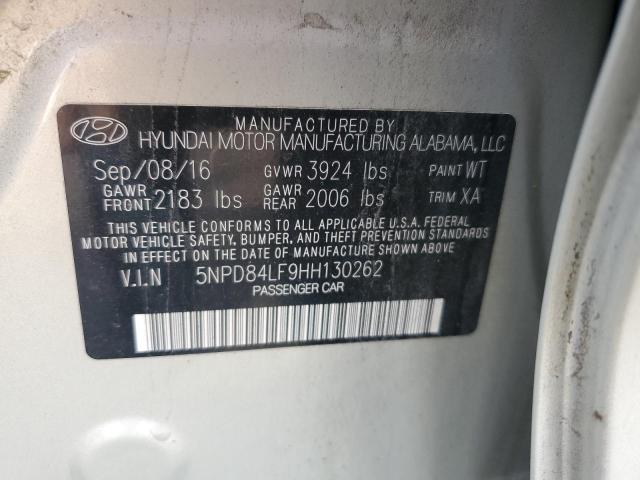 MANUFACTURED BY
HYUNDAI MOTOR MANUFACTURING ALABAMA, LLC
Sep/08/16 GVWR 3924 lbs PAINT WT
GAWR FRONT 2183 lbs GAWR REAR 2006 lbs TRIM XA
THIS VEHICLE CONFORMS TO ALL APPLICABLE U.S.A. FEDERAL
MOTOR VEHICLE SAFETY, BUMPER, AND THEFT PREVENTION STANDARDS
IN EFFECT ON THE DATE OF MANUFACTURE SHOWN ABOVE.
V.I.N 5NPD84LF9HH130262
PASSENGER CAR